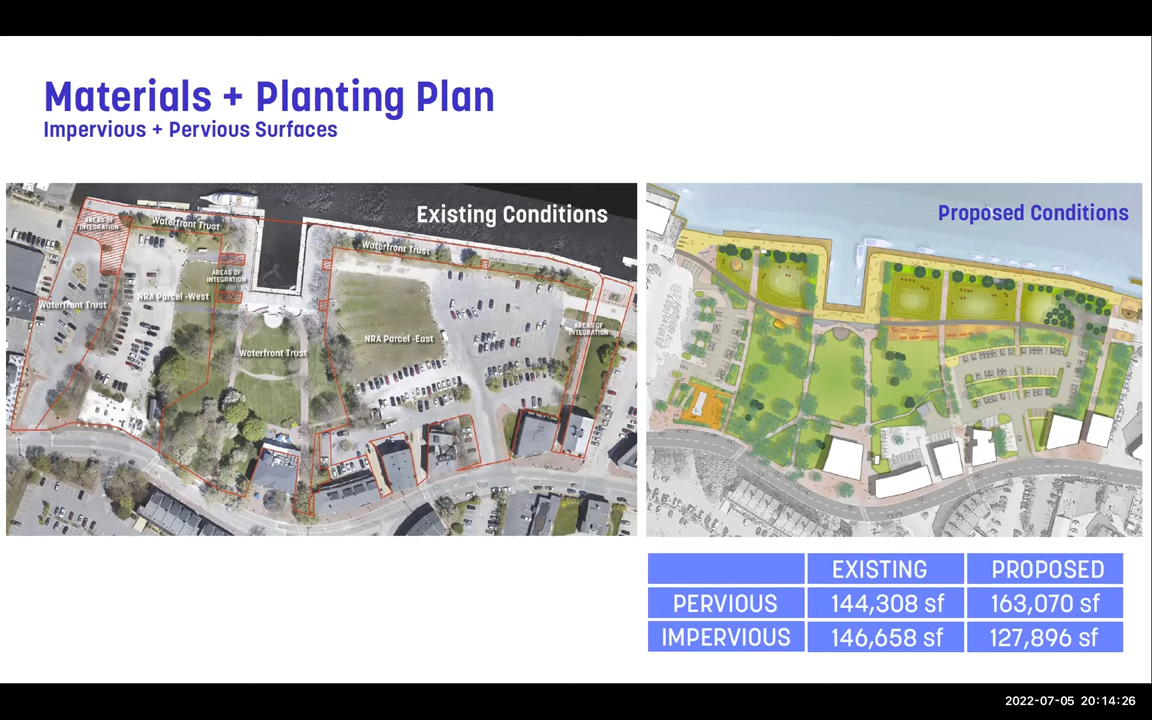 Materials + Planting Plan
Impervious + Pervious Surfaces
Existing Conditions
AREAS OF
INTEGRATION
Waterfront Trust
Waterfront Trust
AREAS OF
INTEGRATION
NRA Parcel -West
Waterfront Trust
AREAS OF
INTEGRATION
NRA Parcel -East
Waterfront Trust
Proposed Conditions
EXISTING PROPOSED
PERVIOUS 144,308 sf 163,070 sf
IMPERVIOUS 146,658 sf 127,896 sf
2022-07-05 20:14:26